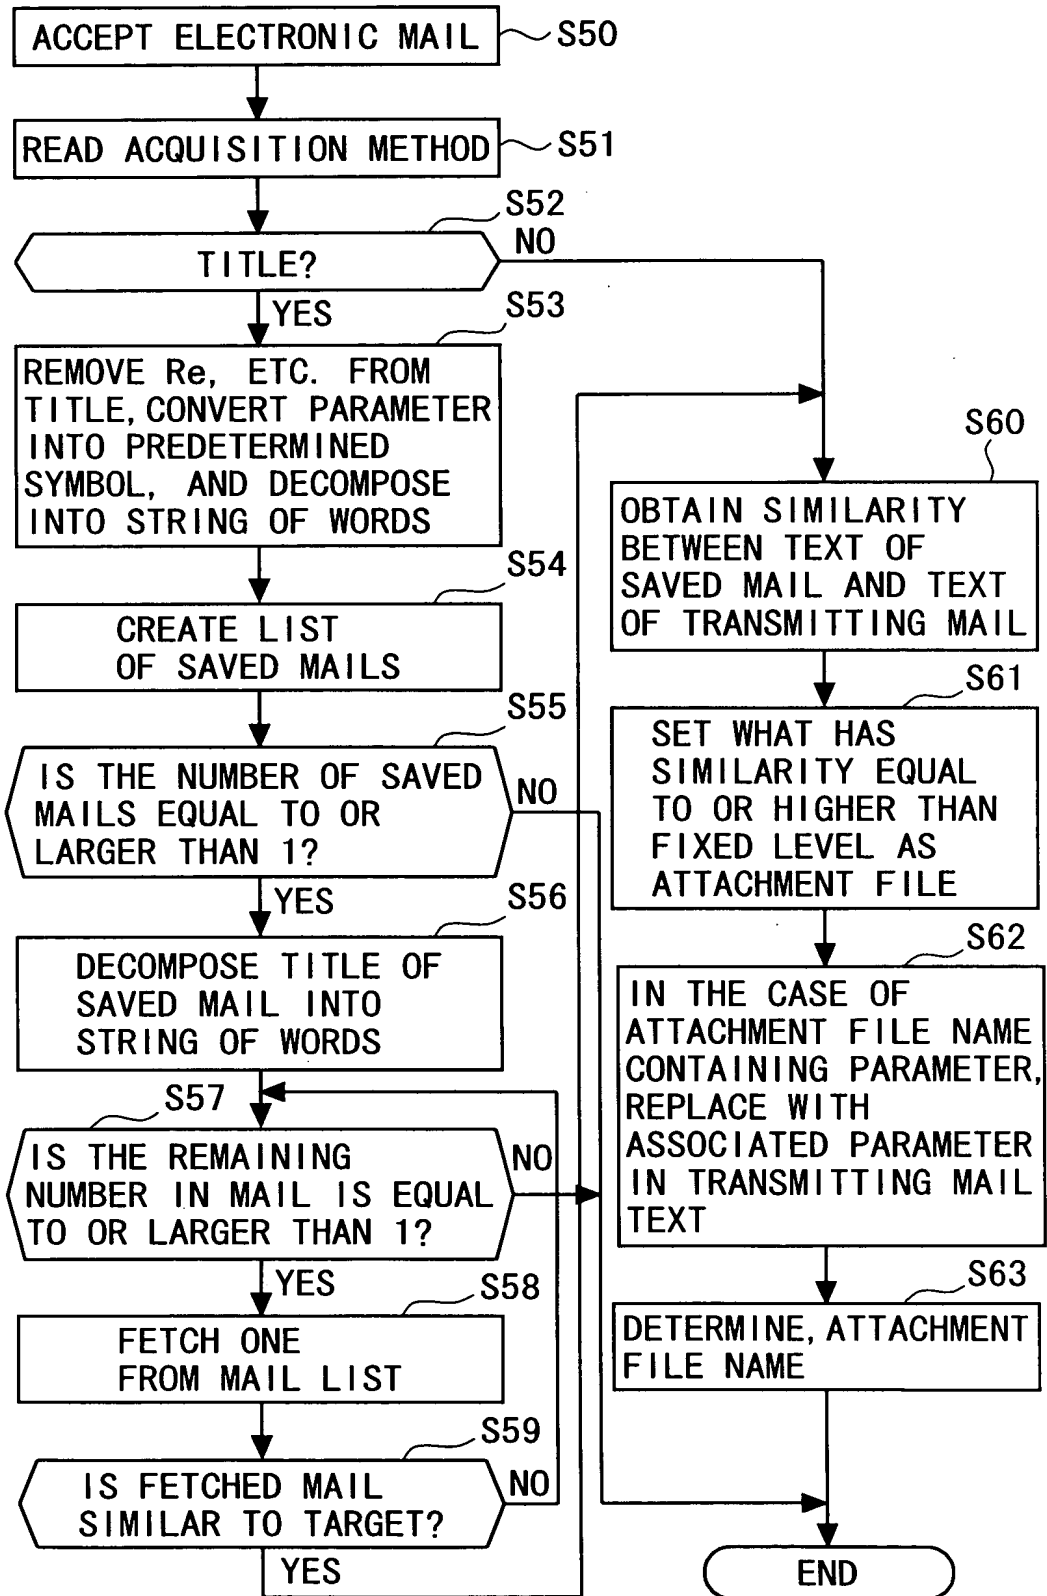 ACCEPT ELECTRONIC MAIL
S50
READ ACQUISITION METHOD
S51
S52
TITLE?
NO
YES
S53
REMOVE Re, ETC. FROM
TITLE, CONVERT PARAMETER
INTO PREDETERMINED
SYMBOL, AND DECOMPOSE
INTO STRING OF WORDS
S54
CREATE LIST
OF SAVED MAILS
S55
IS THE NUMBER OF SAVED
MAILS EQUAL TO OR
LARGER THAN 1?
NO
YES
S56
DECOMPOSE TITLE OF
SAVED MAIL INTO
STRING OF WORDS
S57
IS THE REMAINING
NUMBER IN MAIL IS EQUAL
TO OR LARGER THAN 1?
NO
YES
S58
FETCH ONE
FROM MAIL LIST
S59
IS FETCHED MAIL
SIMILAR TO TARGET?
NO
YES
S60
OBTAIN SIMILARITY
BETWEEN TEXT OF
SAVED MAIL AND TEXT
OF TRANSMITTING MAIL
S61
SET WHAT HAS
SIMILARITY EQUAL
TO OR HIGHER THAN
FIXED LEVEL AS
ATTACHMENT FILE
S62
IN THE CASE OF
ATTACHMENT FILE NAME
CONTAINING PARAMETER,
REPLACE WITH
ASSOCIATED PARAMETER
IN TRANSMITTING MAIL
TEXT
S63
DETERMINE, ATTACHMENT
FILE NAME
END